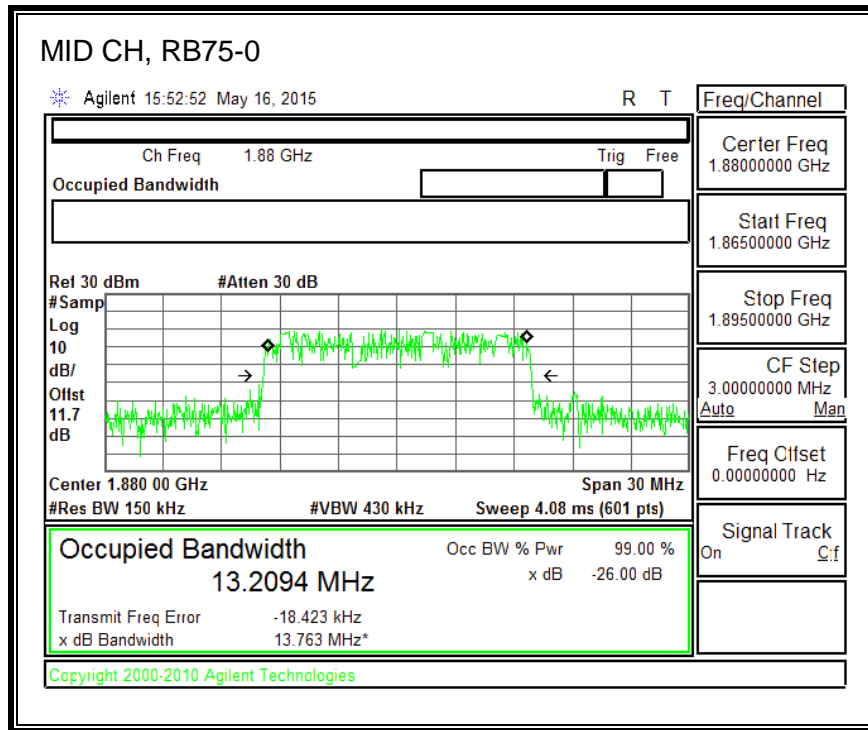 MID CH, RB75-0
Agilent 15:52:52 May 16, 2015 R T
Freq/Channel
Ch Freq 1.88 GHz Trig Free
Occupied Bandwidth
Center Freq
1.88000000 GHz
Start Freq
1.86500000 GHz
Stop Freq
1.89500000 GHz
CF Step
3.00000000 MHz
Auto Man
Freq Offset
0.00000000 Hz
Signal Track
On Off
Ref 30 dBm #Atten 30 dB
#Samp
Log
10
dB/
Offst
11.7
dB
Center 1.880 00 GHz Span 30 MHz
#Res BW 150 kHz #VBW 430 kHz Sweep 4.08 ms (601 pts)
Occupied Bandwidth Occ BW % Pwr 99.00 %
13.2094 MHz x dB -26.00 dB
Transmit Freq Error -18.423 kHz
x dB Bandwidth 13.763 MHz*
Copyright 2000-2010 Agilent Technologies